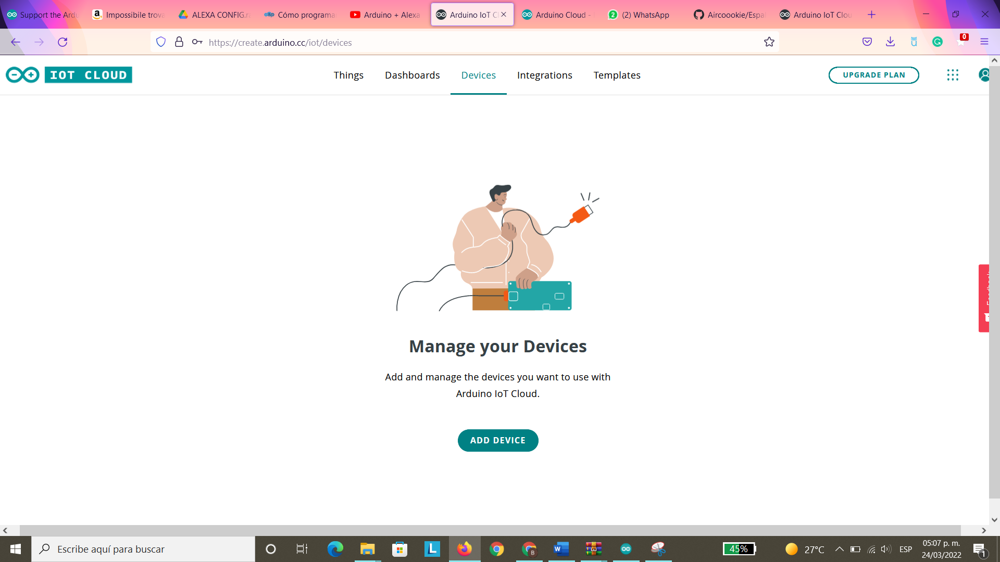 Support the Ardu
Impossibile trova
ALEXA CONFIG.ra
Cómo programa
Arduino + Alexa
Arduino IoT Cl
Arduino Cloud -
(2) WhatsApp
Aircoookie/Espal
Arduino IoT Clou
https://create.arduino.cc/iot/devices
0
IOT CLOUD
Things
Dashboards
Devices
Integrations
Templates
UPGRADE PLAN
Manage your Devices
Add and manage the devices you want to use with
Arduino IoT Cloud.
ADD DEVICE
Escribe aquí para buscar
45%
27°C
ESP
05:07 p. m.
24/03/2022
1